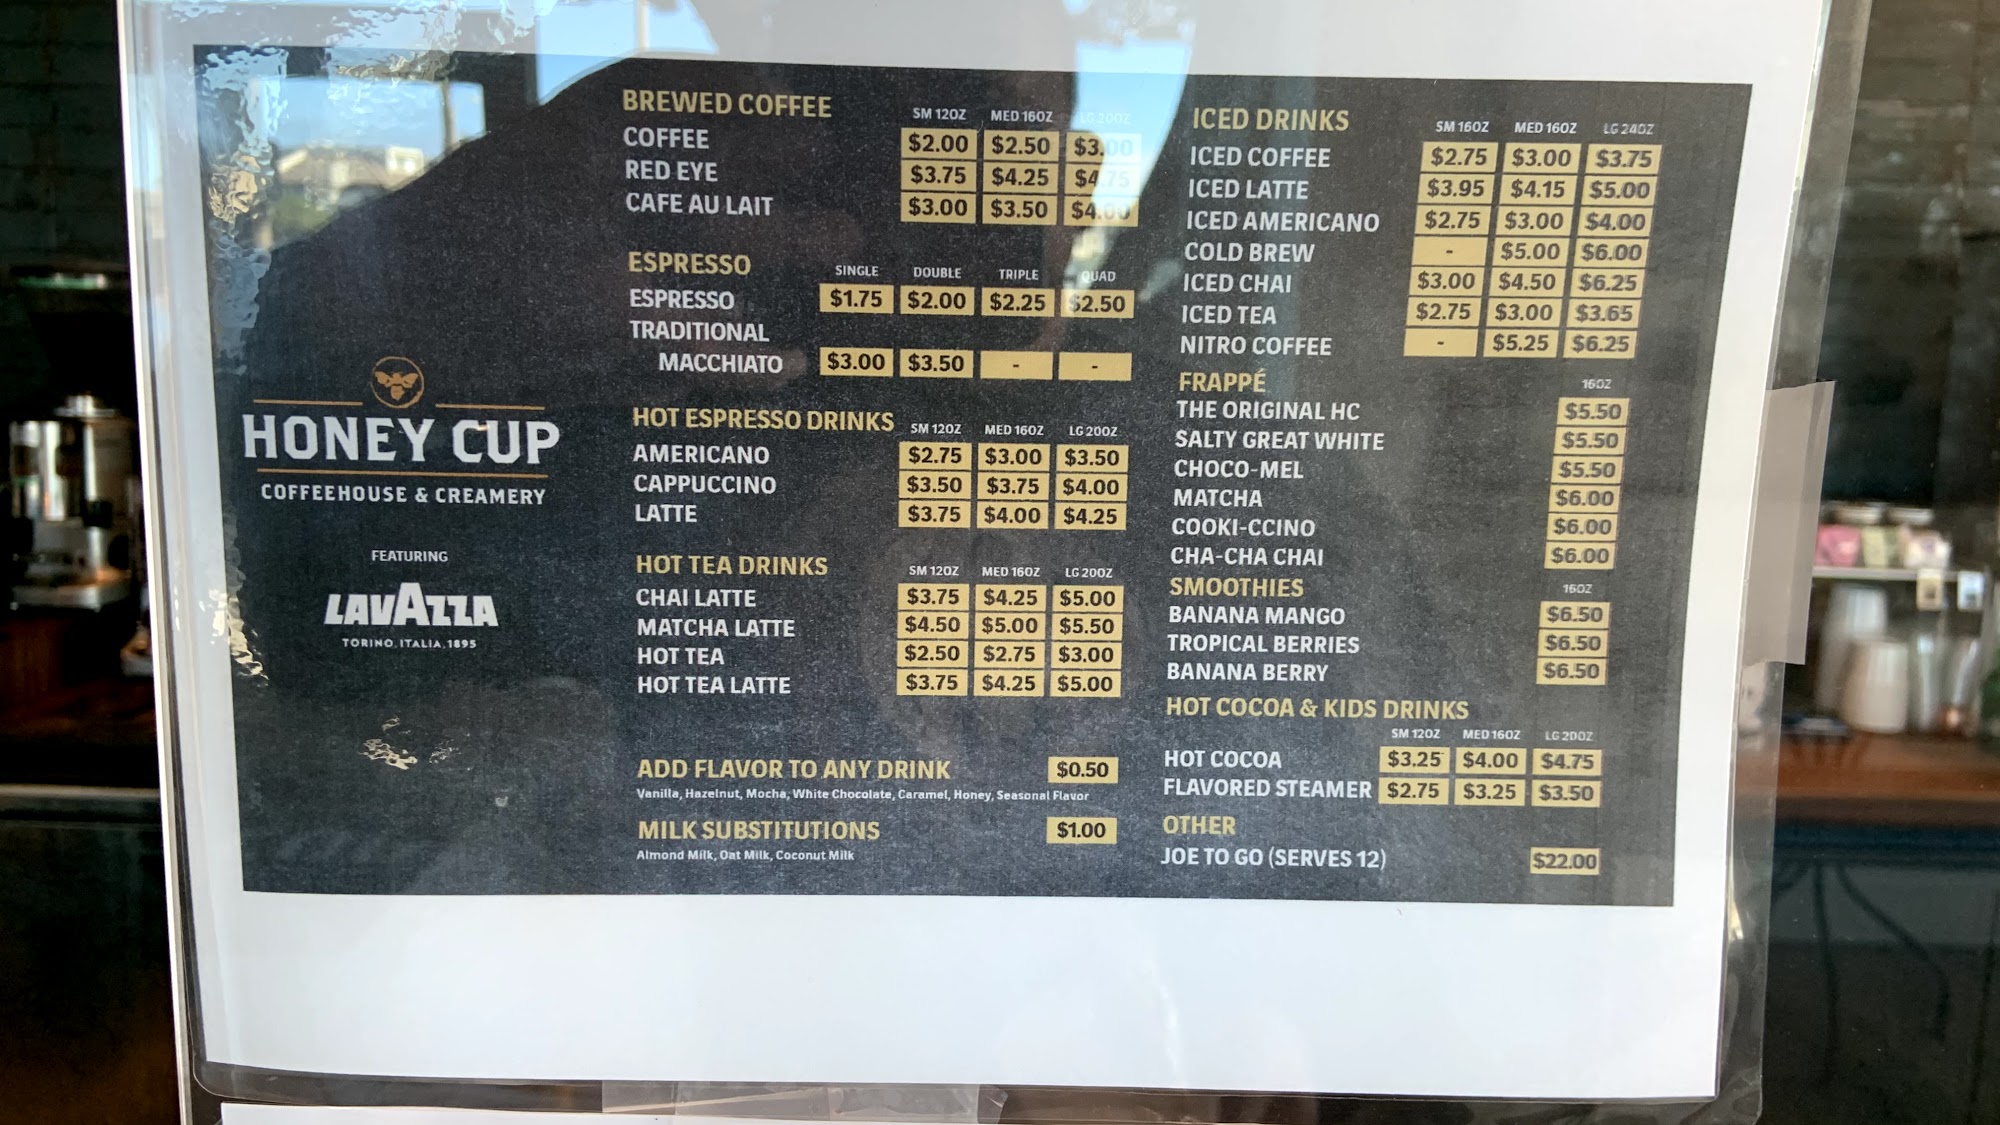 HONEY CUP
COFFEEHOUSE & CREAMERY
FEATURING
LAVAZZA
TORINO, ITALIA, 1895
BREWED COFFEE SM 12OZ MED 16OZ LG 20OZ
COFFEE $2.00 $2.50 $3.00
RED EYE $3.75 $4.25 $4.75
CAFE AU LAIT $3.00 $3.50 $4.00
ESPRESSO SINGLE DOUBLE TRIPLE QUAD
ESPRESSO $1.75 $2.00 $2.25 $2.50
TRADITIONAL
MACCHIATO $3.00 $3.50 - -
HOT ESPRESSO DRINKS SM 12OZ MED 16OZ LG 20OZ
AMERICANO $2.75 $3.00 $3.50
CAPPUCCINO $3.50 $3.75 $4.00
LATTE $3.75 $4.00 $4.25
HOT TEA DRINKS SM 12OZ MED 16OZ LG 20OZ
CHAI LATTE $3.75 $4.25 $5.00
MATCHA LATTE $4.50 $5.00 $5.50
HOT TEA $2.50 $2.75 $3.00
HOT TEA LATTE $3.75 $4.25 $5.00
ADD FLAVOR TO ANY DRINK $0.50
Vanilla, Hazelnut, Mocha, White Chocolate, Caramel, Honey, Seasonal Flavor
MILK SUBSTITUTIONS $1.00
Almond Milk, Oat Milk, Coconut Milk
ICED DRINKS SM 16OZ MED 16OZ LG 24OZ
ICED COFFEE $2.75 $3.00 $3.75
ICED LATTE $3.95 $4.15 $5.00
ICED AMERICANO $2.75 $3.00 $4.00
COLD BREW - $5.00 $6.00
ICED CHAI $3.00 $4.50 $6.25
ICED TEA $2.75 $3.00 $3.65
NITRO COFFEE - $5.25 $6.25
FRAPPÉ 16OZ
THE ORIGINAL HC $5.50
SALTY GREAT WHITE $5.50
CHOCO-MEL $5.50
MATCHA $6.00
COOKI-CCINO $6.00
CHA-CHA CHAI $6.00
SMOOTHIES 16OZ
BANANA MANGO $6.50
TROPICAL BERRIES $6.50
BANANA BERRY $6.50
HOT COCOA & KIDS DRINKS
SM 12OZ MED 16OZ LG 20OZ
HOT COCOA $3.25 $4.00 $4.75
FLAVORED STEAMER $2.75 $3.25 $3.50
OTHER
JOE TO GO (SERVES 12) $22.00